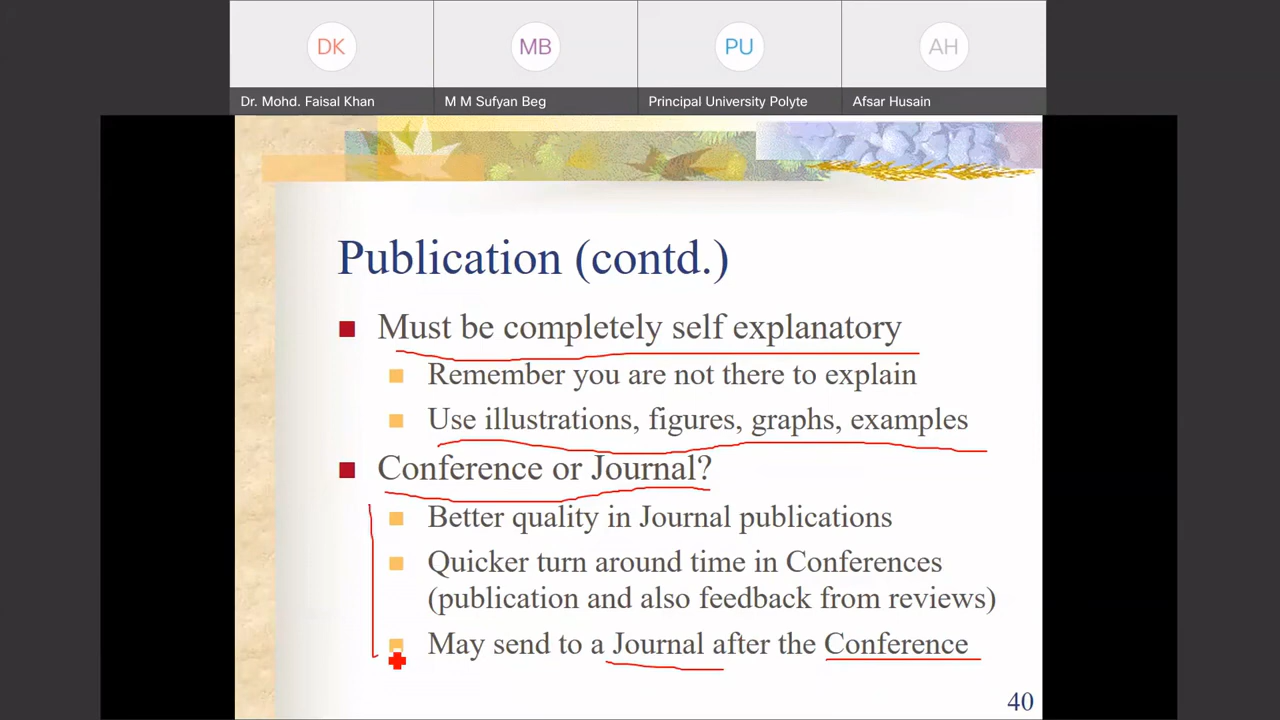 DK
MB
PU
AH
Dr. Mohd. Faisal Khan
M M Sufyan Beg
Principal University Polyte
Afsar Husain
Publication (contd.)
Must be completely self explanatory
Remember you are not there to explain
Use illustrations, figures, graphs, examples
Conference or Journal?
Better quality in Journal publications
Quicker turn around time in Conferences
(publication and also feedback from reviews)
May send to a Journal after the Conference
40